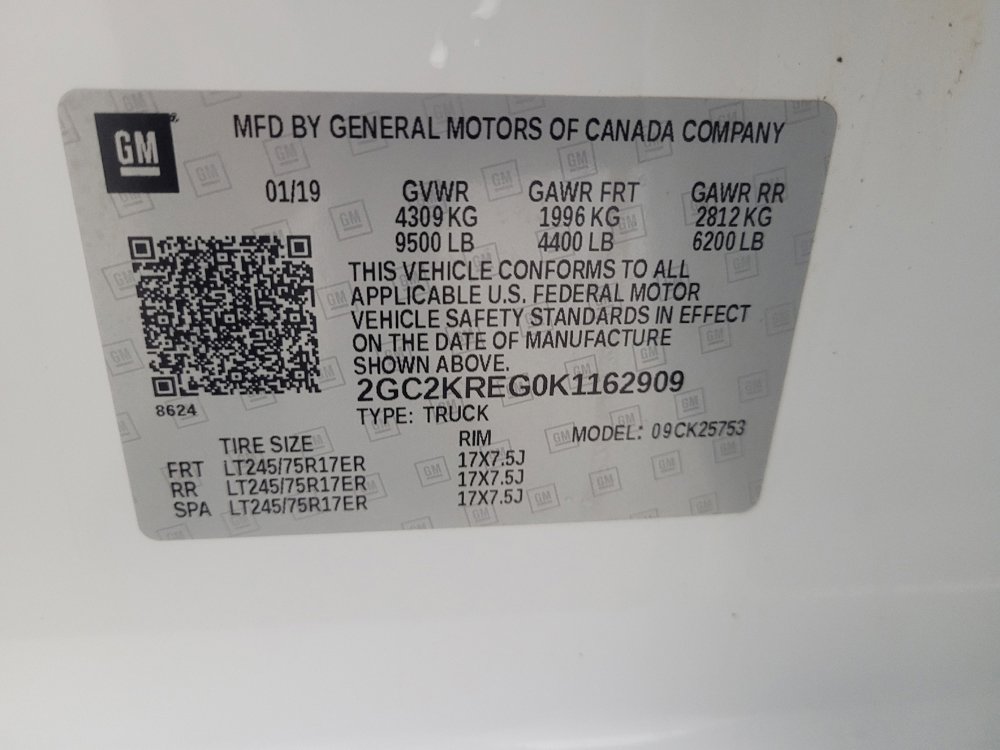 GM
MFD BY GENERAL MOTORS OF CANADA COMPANY
01/19 GVWR GAWR FRT GAWR RR
4309 KG 1996 KG 2812 KG
9500 LB 4400 LB 6200 LB
THIS VEHICLE CONFORMS TO ALL
APPLICABLE U.S. FEDERAL MOTOR
VEHICLE SAFETY STANDARDS IN EFFECT
ON THE DATE OF MANUFACTURE
SHOWN ABOVE.
2GC2KREG0K1162909
8624
TYPE: TRUCK
MODEL: 09CK25753
TIRE SIZE RIM
FRT LT245/75R17ER 17X7.5J
RR LT245/75R17ER 17X7.5J
SPA LT245/75R17ER 17X7.5J